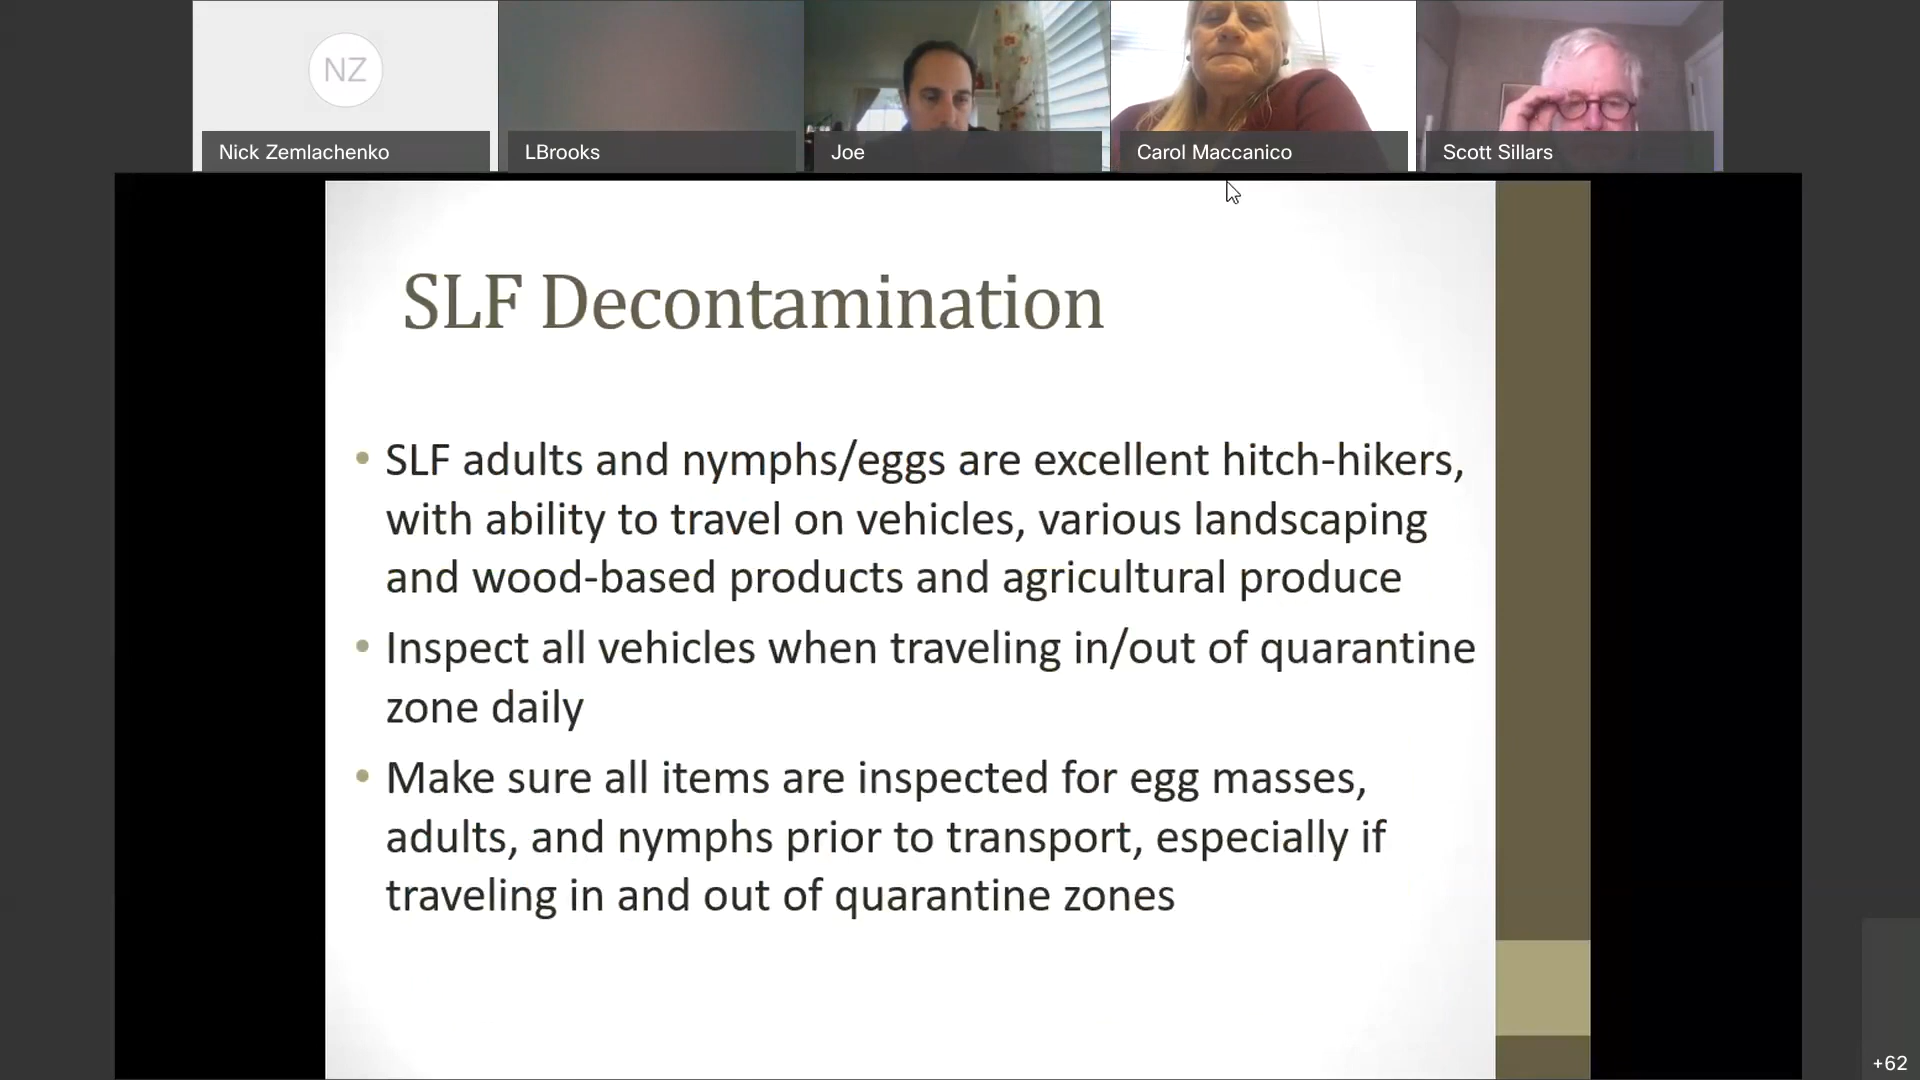 NZ
Nick Zemlachenko
LBrooks
Joe
Carol Maccanico
Scott Sillars
SLF Decontamination
• SLF adults and nymphs/eggs are excellent hitch-hikers,
with ability to travel on vehicles, various landscaping
and wood-based products and agricultural produce
• Inspect all vehicles when traveling in/out of quarantine
zone daily
• Make sure all items are inspected for egg masses,
adults, and nymphs prior to transport, especially if
traveling in and out of quarantine zones
+62